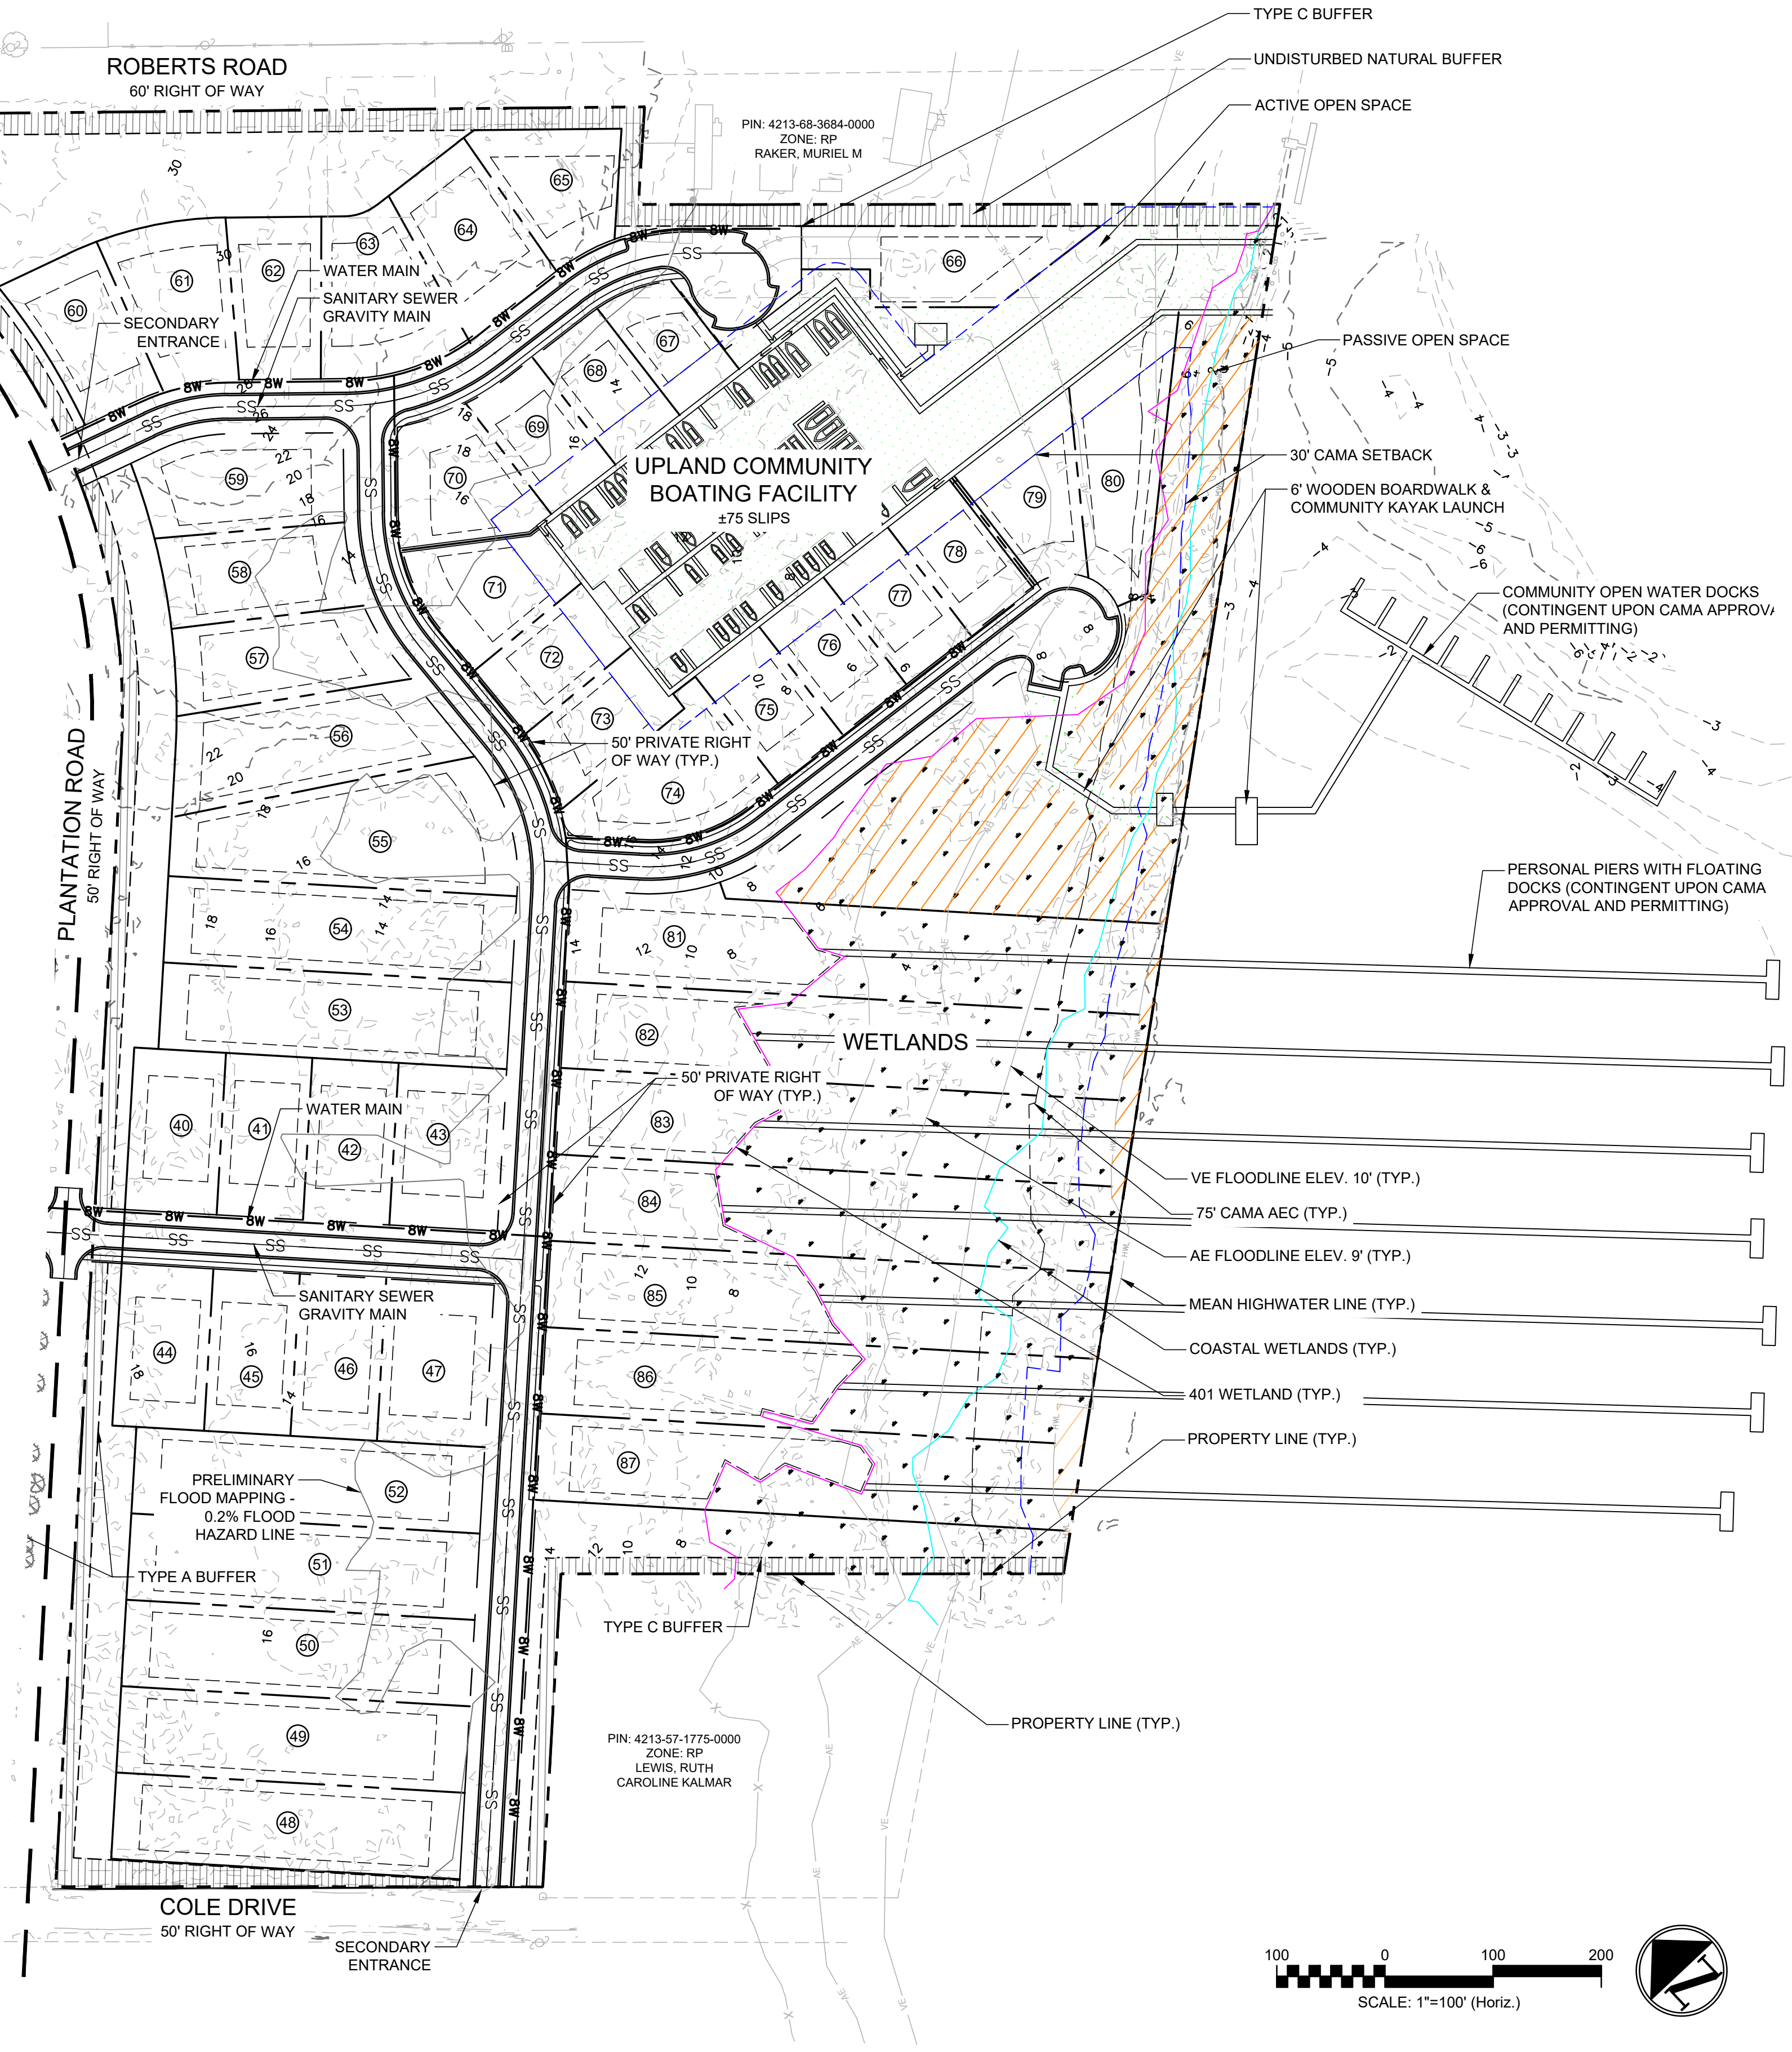 TYPE C BUFFER
UNDISTURBED NATURAL BUFFER
ACTIVE OPEN SPACE
ROBERTS ROAD
60' RIGHT OF WAY
PIN: 4213-68-3684-0000
ZONE: RP
RAKER, MURIEL M
30
65
64
63
62
61
60
30
66
WATER MAIN
SANITARY SEWER
GRAVITY MAIN
SECONDARY
ENTRANCE
PASSIVE OPEN SPACE
67
68
69
70
59
58
57
56
55
54
53
UPLAND COMMUNITY
BOATING FACILITY
±75 SLIPS
30' CAMA SETBACK
6' WOODEN BOARDWALK &
COMMUNITY KAYAK LAUNCH
79
80
78
77
76
75
74
73
72
71
COMMUNITY OPEN WATER DOCKS
(CONTINGENT UPON CAMA APPROVA
AND PERMITTING)
50' PRIVATE RIGHT
OF WAY (TYP.)
PLANTATION ROAD
50' RIGHT OF WAY
PERSONAL PIERS WITH FLOATING
DOCKS (CONTINGENT UPON CAMA
APPROVAL AND PERMITTING)
81
82
WETLANDS
50' PRIVATE RIGHT
OF WAY (TYP.)
83
84
85
86
87
WATER MAIN
40
41
42
43
8W
SS
SANITARY SEWER
GRAVITY MAIN
44
45
46
47
VE FLOODLINE ELEV. 10' (TYP.)
75' CAMA AEC (TYP.)
AE FLOODLINE ELEV. 9' (TYP.)
MEAN HIGHWATER LINE (TYP.)
COASTAL WETLANDS (TYP.)
401 WETLAND (TYP.)
PROPERTY LINE (TYP.)
PRELIMINARY
FLOOD MAPPING -
0.2% FLOOD
HAZARD LINE
52
51
50
49
48
TYPE A BUFFER
TYPE C BUFFER
PROPERTY LINE (TYP.)
PIN: 4213-57-1775-0000
ZONE: RP
LEWIS, RUTH
CAROLINE KALMAR
COLE DRIVE
50' RIGHT OF WAY
SECONDARY
ENTRANCE
100 0 100 200
SCALE: 1"=100' (Horiz.)
N